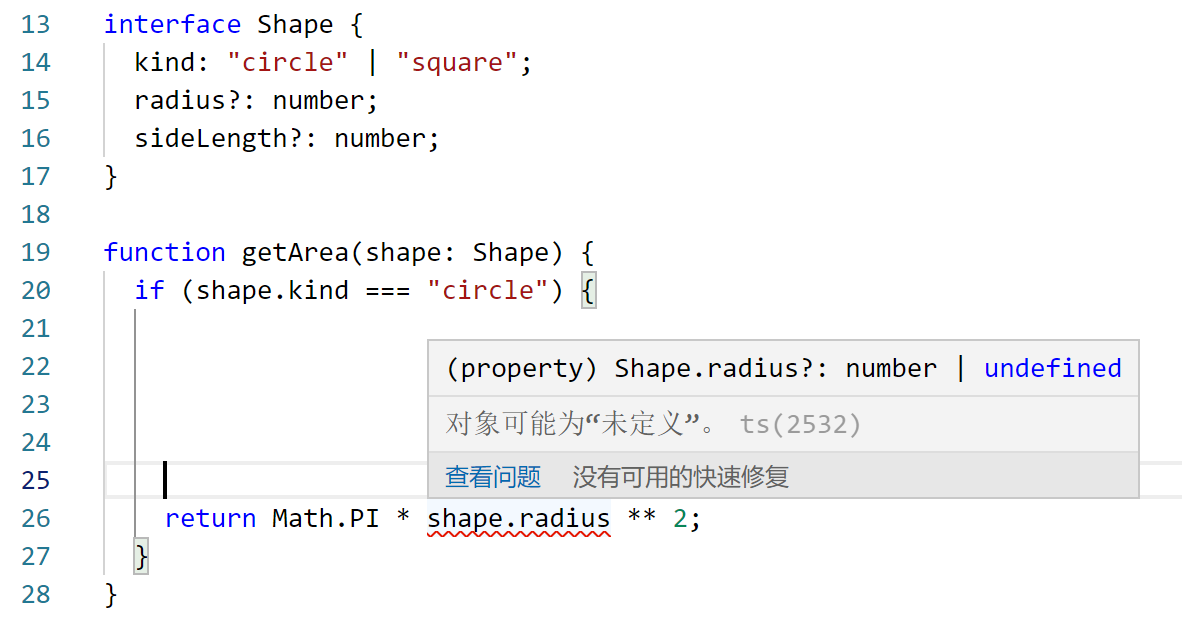 13 interface Shape {
14 kind: "circle" | "square";
15 radius?: number;
16 sideLength?: number;
17 }
18
19 function getArea(shape: Shape) {
20 if (shape.kind === "circle") {
21
22 (property) Shape.radius?: number | undefined
23
24 对象可能为“未定义”。 ts(2532)
25 查看问题 没有可用的快速修复
26 return Math.PI * shape.radius ** 2;
27 }
28 }